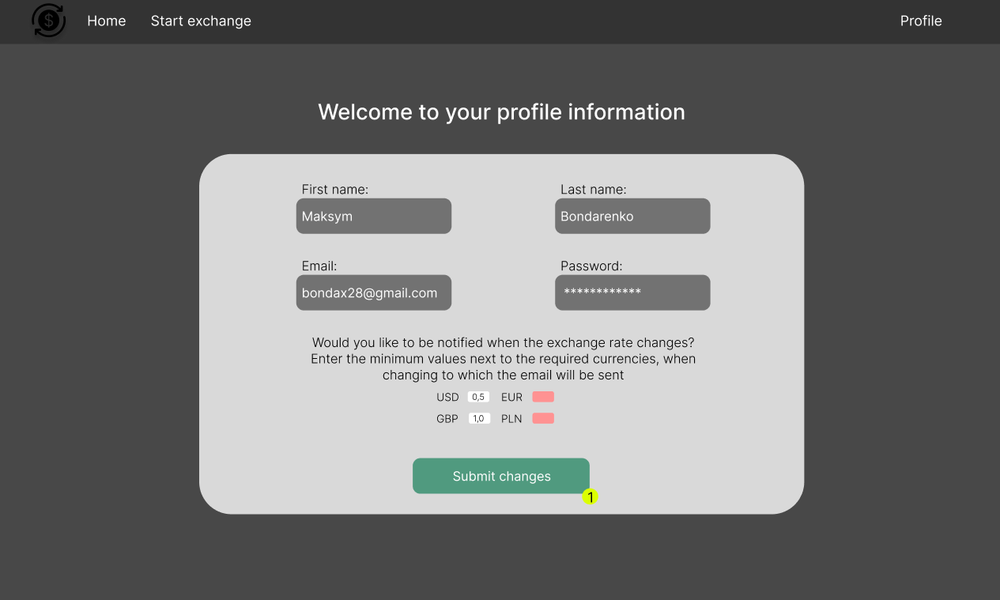 $
Home
Start exchange
Profile
Welcome to your profile information
First name:
Last name:
Maksym
Bondarenko
Email:
Password:
bondax28@gmail.com
************
Would you like to be notified when the exchange rate changes?
Enter the minimum values next to the required currencies, when
changing to which the email will be sent
USD 0,5 EUR
GBP 1,0 PLN
Submit changes
1